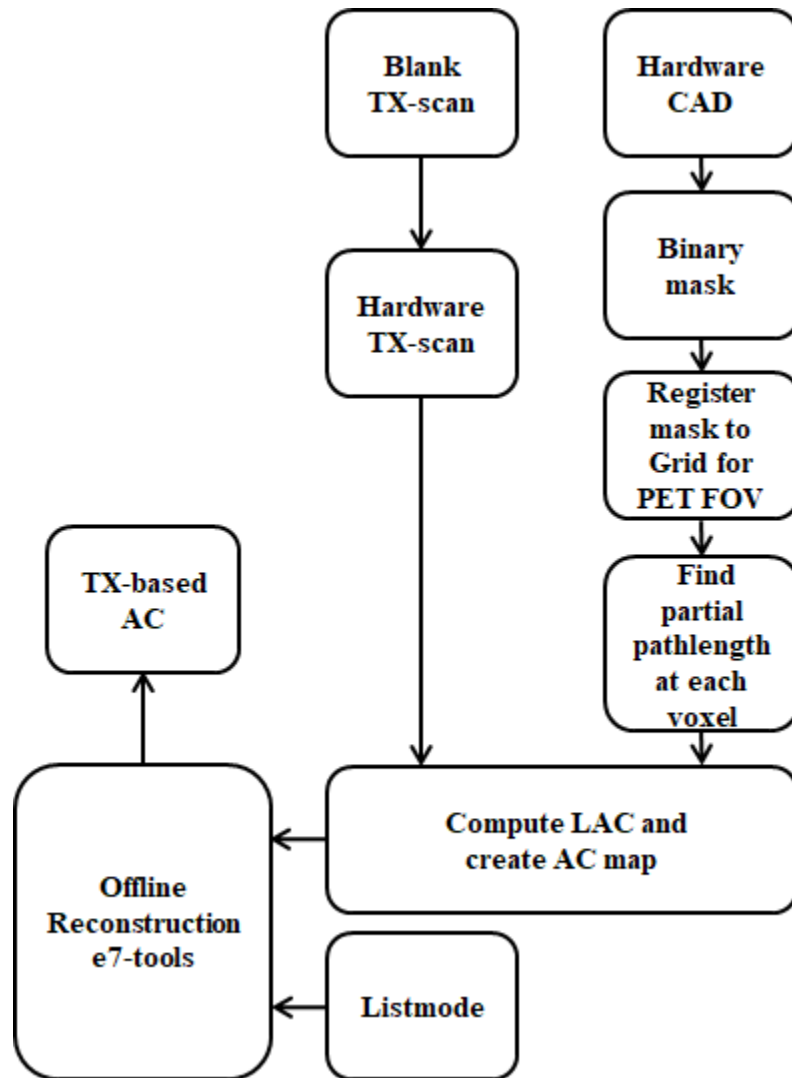 Blank
TX-scan
Hardware
CAD
Binary
mask
Hardware
TX-scan
Register
mask to
Grid for
PET FOV
TX-based
AC
Find
partial
pathlength
at each
voxel
Compute LAC and
create AC map
Offline
Reconstruction
e7-tools
Listmode